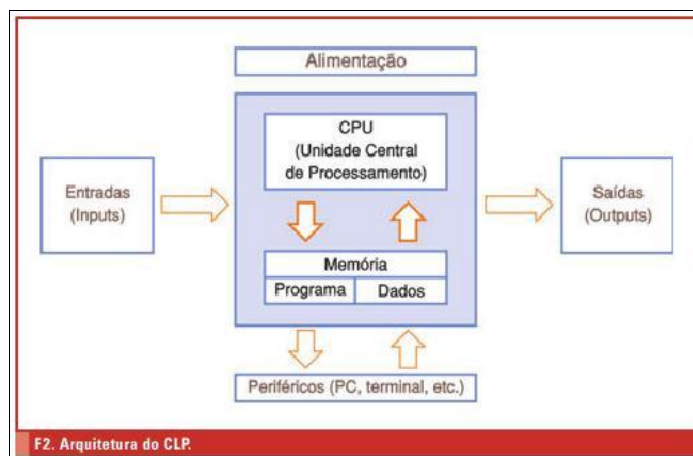 Alimentação
CPU
(Unidade Central
de Processamento)
Entradas
(Inputs)
Saídas
(Outputs)
Memória
Programa
Dados
Periféricos (PC, terminal, etc.)
F2. Arquitetura do CLP.